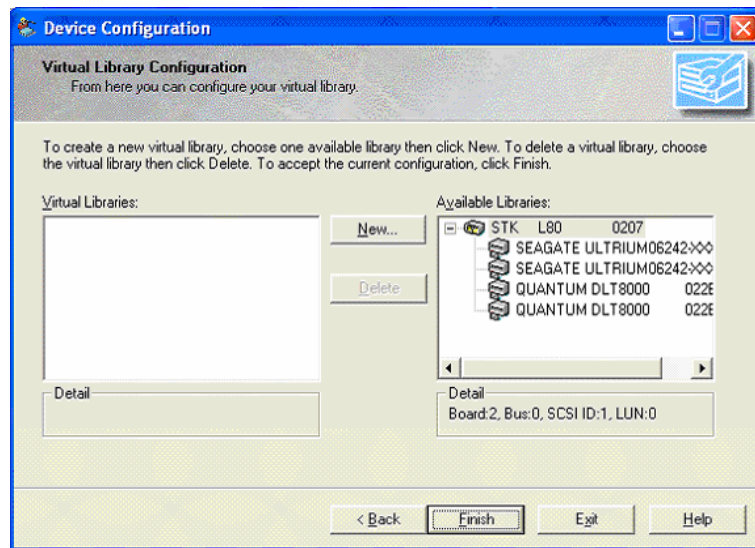 Device Configuration
Virtual Library Configuration
From here you can configure your virtual library.
To create a new virtual library, choose one available library then click New. To delete a virtual library, choose
the virtual library then click Delete. To accept the current configuration, click Finish.
Virtual Libraries:
Available Libraries:
New...
Delete
STK L80 0207
SEAGATE ULTRIUM06242-XXX
SEAGATE ULTRIUM06242-XXX
QUANTUM DLT8000 022E
QUANTUM DLT8000 022E
Detail
Detail
Board:2, Bus:0, SCSI ID:1, LUN:0
< Back
Finish
Exit
Help